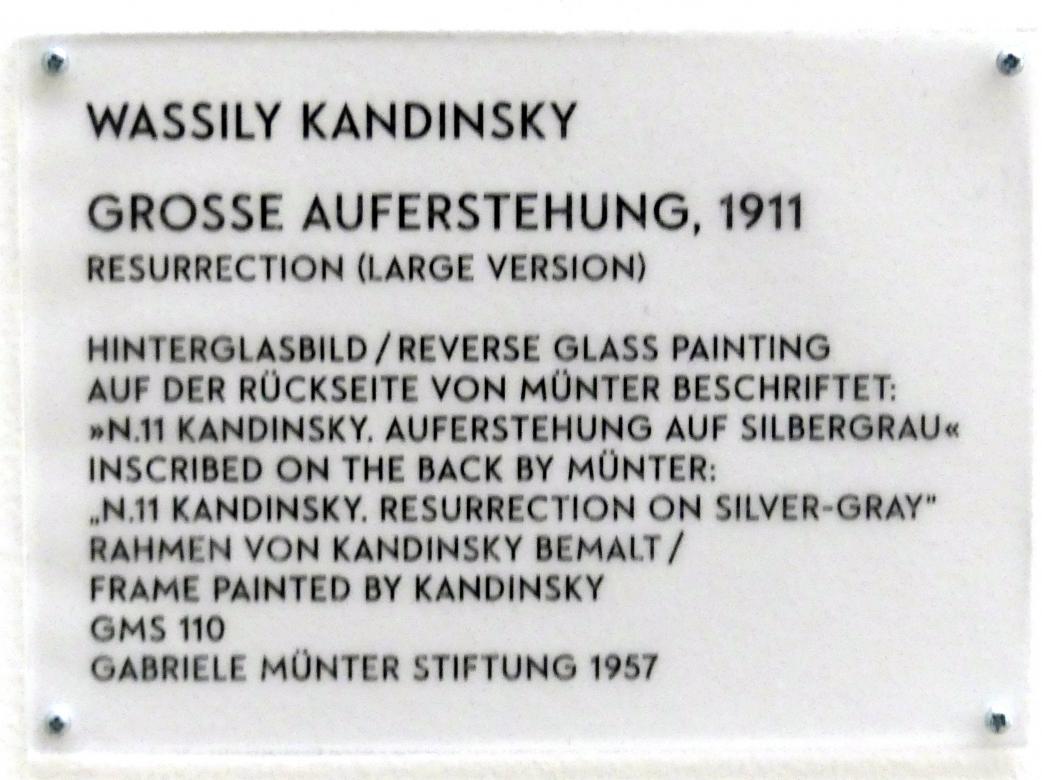 WASSILY KANDINSKY
GROSSE AUFERSTEHUNG, 1911
RESURRECTION (LARGE VERSION)
HINTERGLASBILD / REVERSE GLASS PAINTING
AUF DER RÜCKSEITE VON MÜNTER BESCHRIFTET:
»N.11 KANDINSKY. AUFERSTEHUNG AUF SILBERGRAU«
INSCRIBED ON THE BACK BY MÜNTER:
„N.11 KANDINSKY. RESURRECTION ON SILVER-GRAY"
RAHMEN VON KANDINSKY BEMALT /
FRAME PAINTED BY KANDINSKY
GMS 110
GABRIELE MÜNTER STIFTUNG 1957